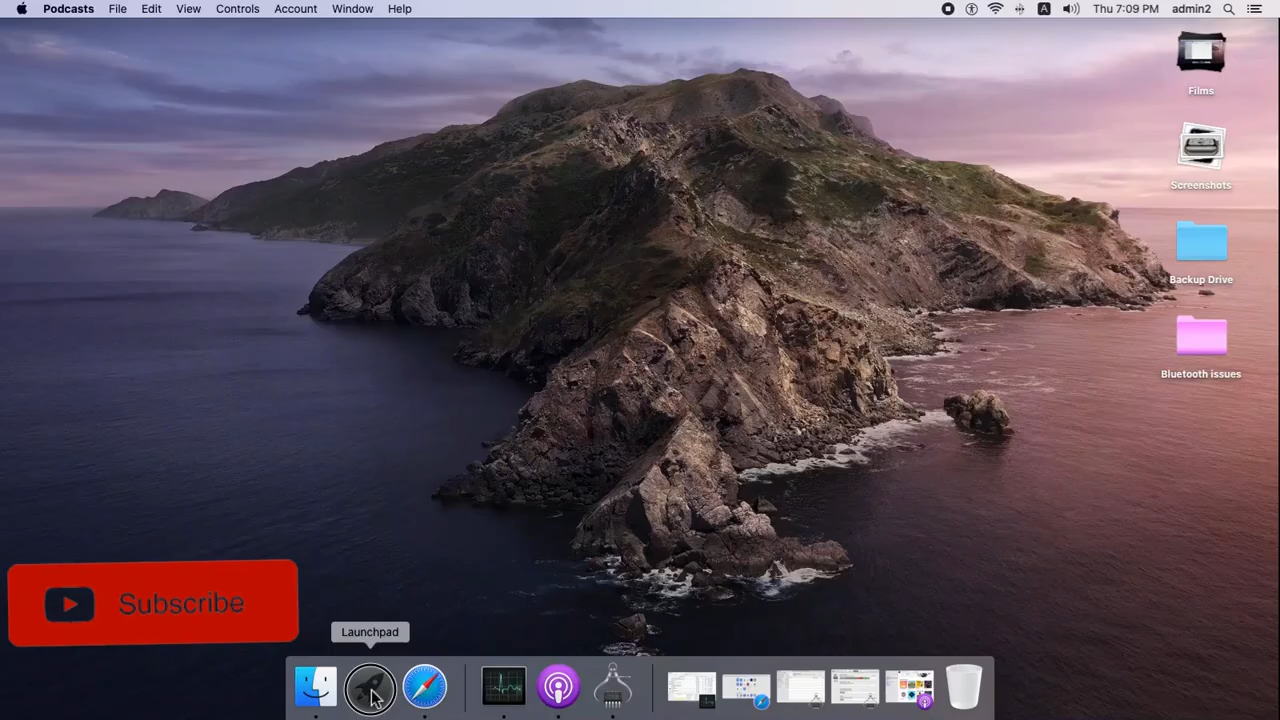 Podcasts File Edit View Controls Account Window Help A Thu 7:09 PM admin2
Films
Screenshots
Backup Drive
Bluetooth issues
Subscribe
Launchpad